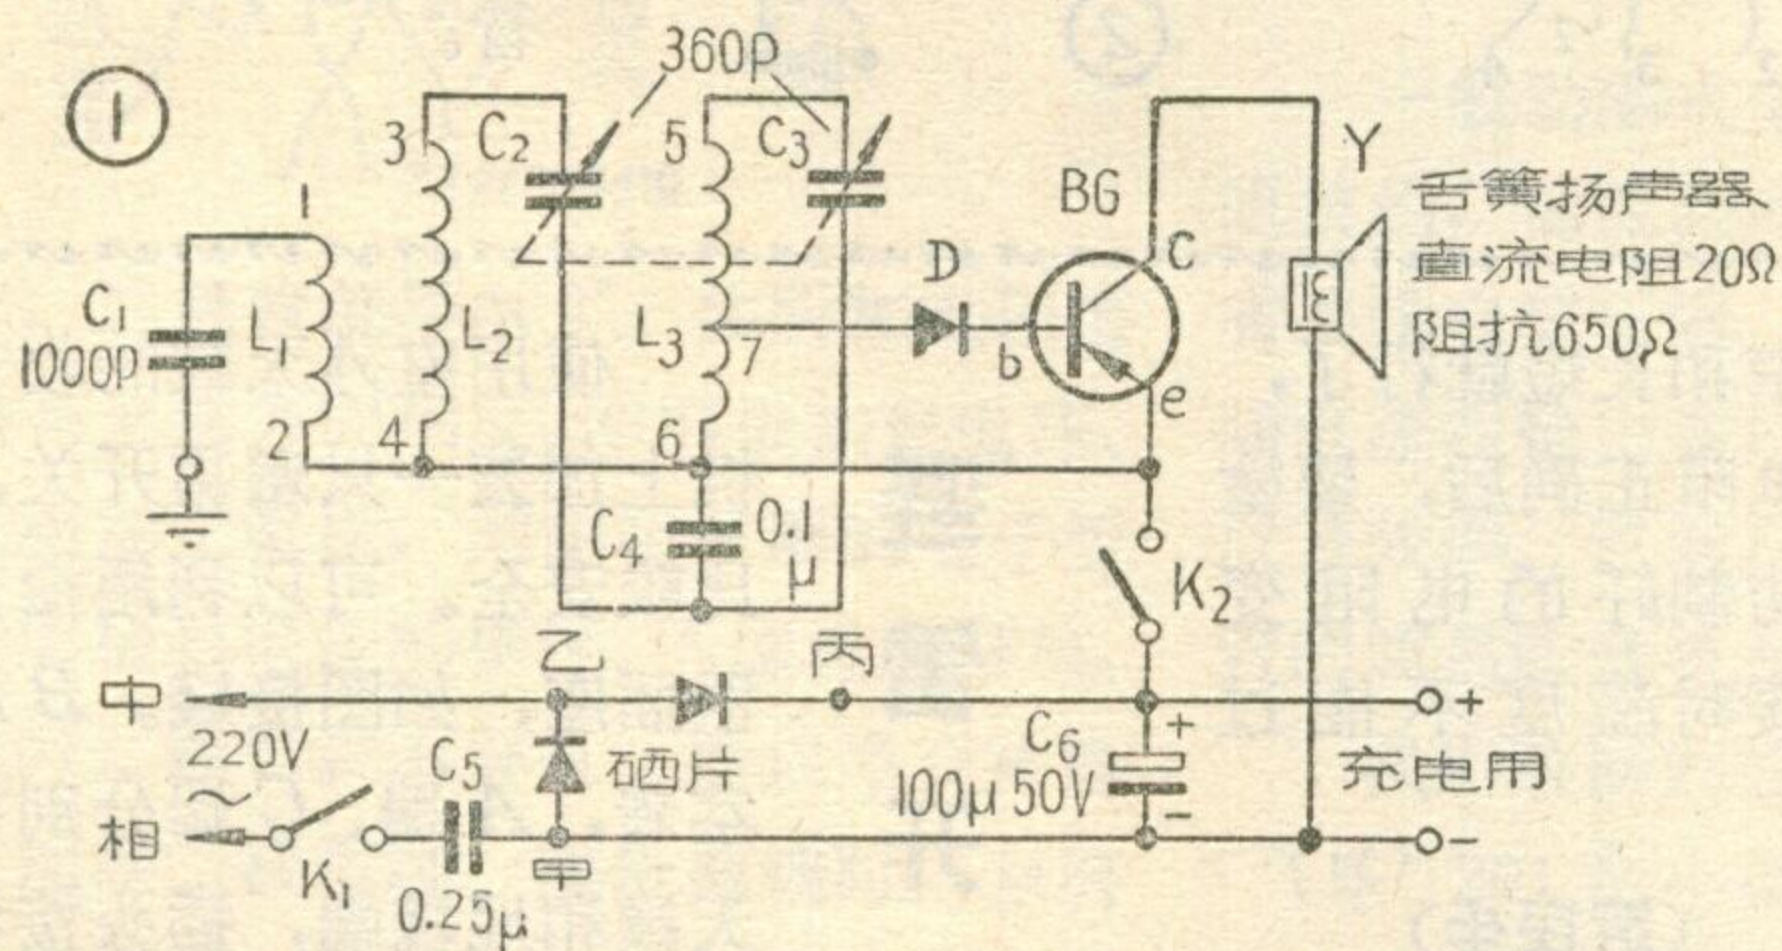 ①
360p
3
C₂
5
C₃
Y
BG
舌簧扬声器
直流电阻20Ω
阻抗650Ω
1
C
D
C₁
1000p
L₁
L₂
L₃
7
b
e
2
4
6
C₄
0.1
μ
K₂
乙
丙
中
+
220V
~
C₅
硒片
C₆
100μ 50V
+
-
充电用
相
K₁
甲
-
0.25μ